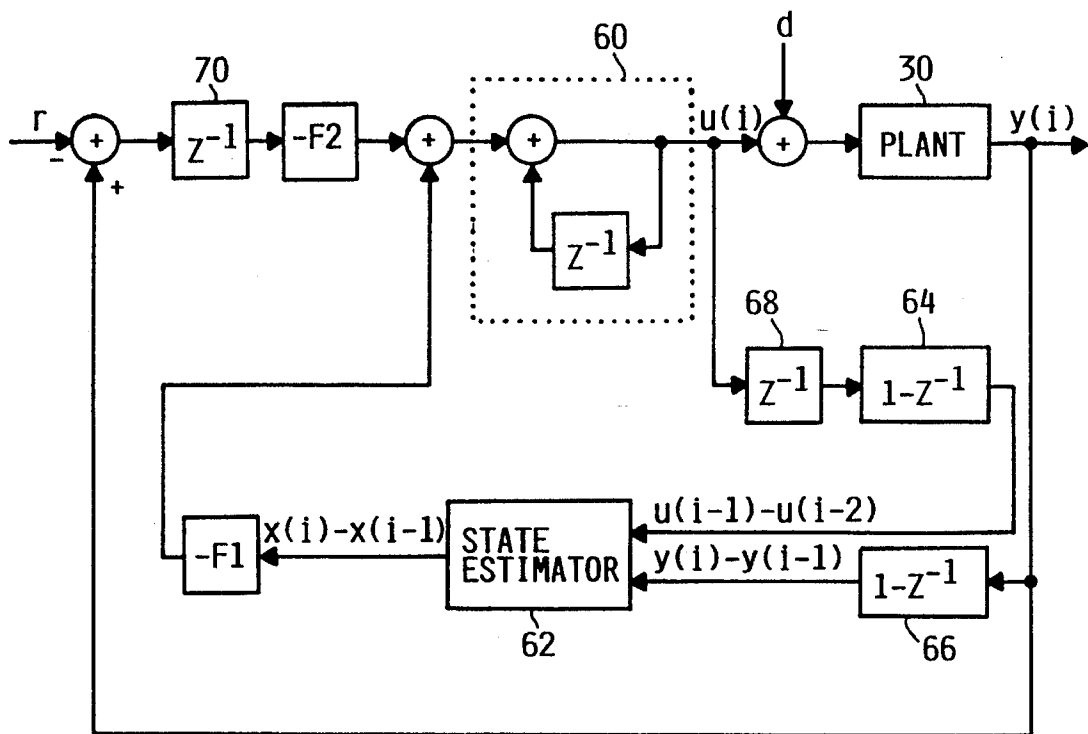 60
d
70
30
r
+
-
+
Z⁻¹
-F2
+
+
u(i)
+
PLANT
y(i)
Z⁻¹
68
64
Z⁻¹
1-Z⁻¹
-F1
x(i)-x(i-1)
STATE
ESTIMATOR
u(i-1)-u(i-2)
y(i)-y(i-1)
1-Z⁻¹
62
66